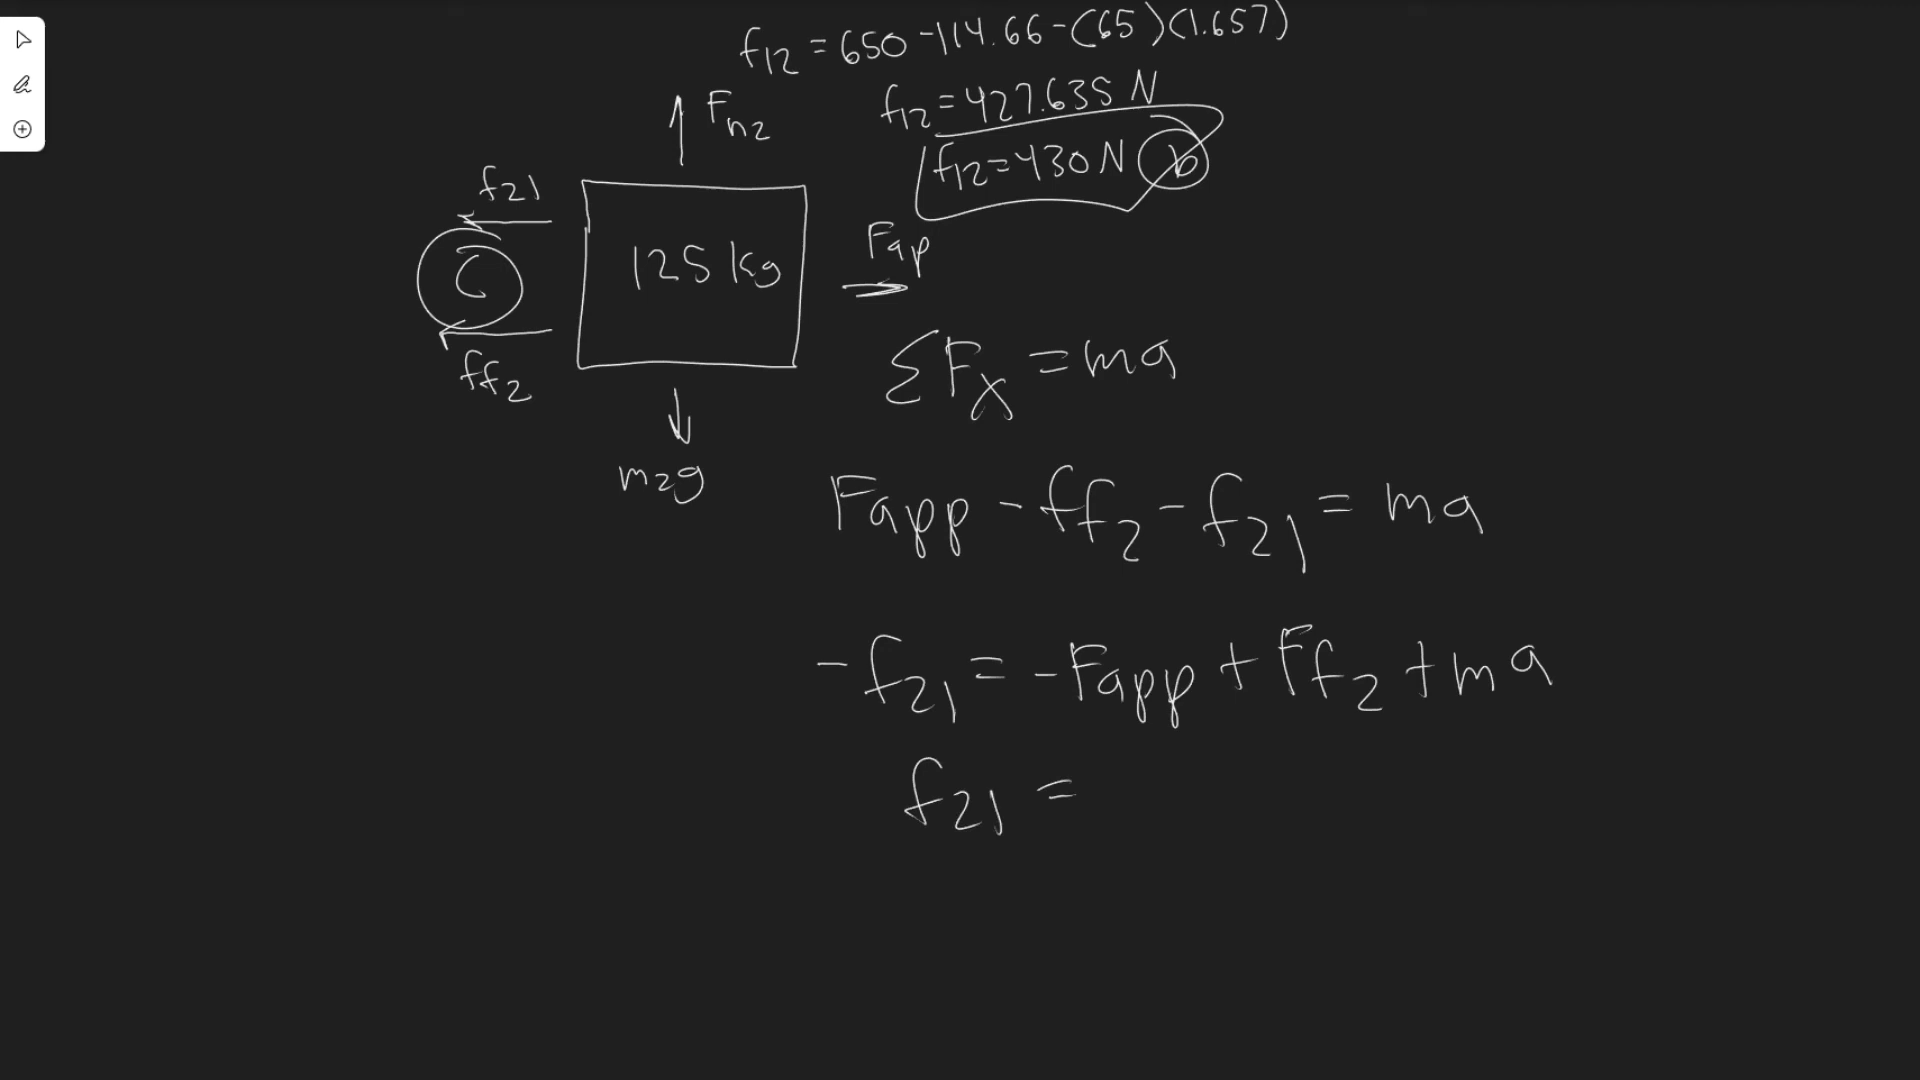 f12 = 650 - 114.66 - (65)(1.657)
f12 = 427.635 N
f12 = 430 N b
Fn2
f21
125 kg
Fap
C
ff2
m2g
ΣFx = ma
Fapp - ff2 - f21 = ma
-f21 = -Fapp + Ff2 + ma
f21 =